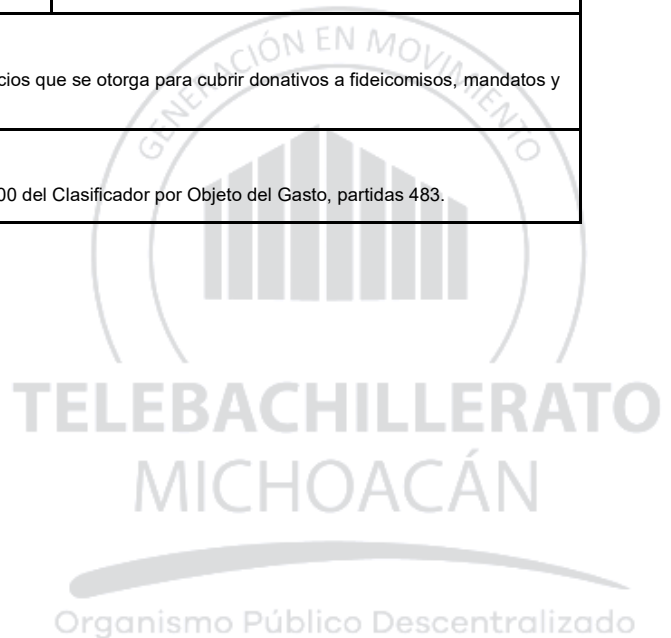 GENERACIÓN EN MOVIMIENTO
cios que se otorga para cubrir donativos a fideicomisos, mandatos y
00 del Clasificador por Objeto del Gasto, partidas 483.
TELEBACHILLERATO
MICHOACÁN
Organismo Público Descentralizado